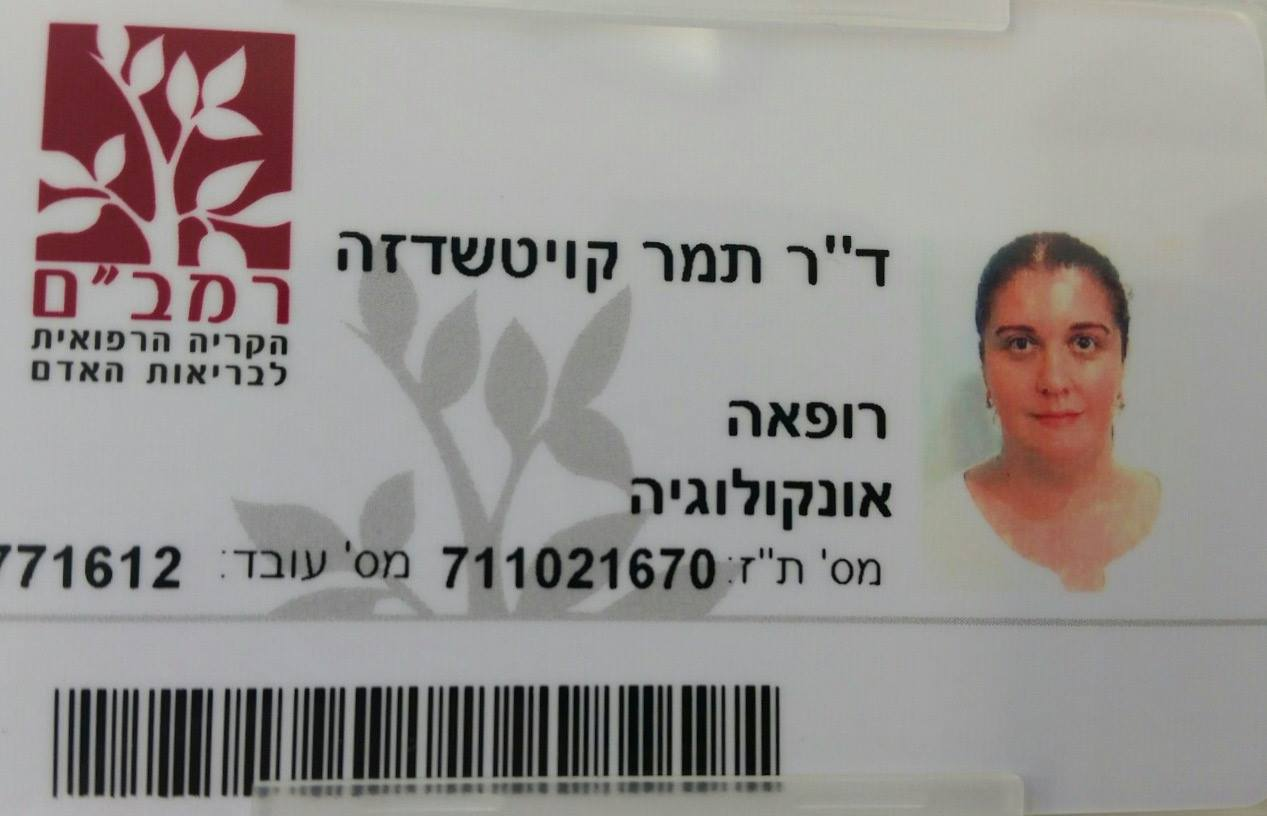 רמב״ם
הקריה הרפואית
לבריאות האדם
ד"ר תמר קויטשדזה
רופאה
אונקולוגיה
מס' ת"ז: 711021670 מס' עובד: 771612